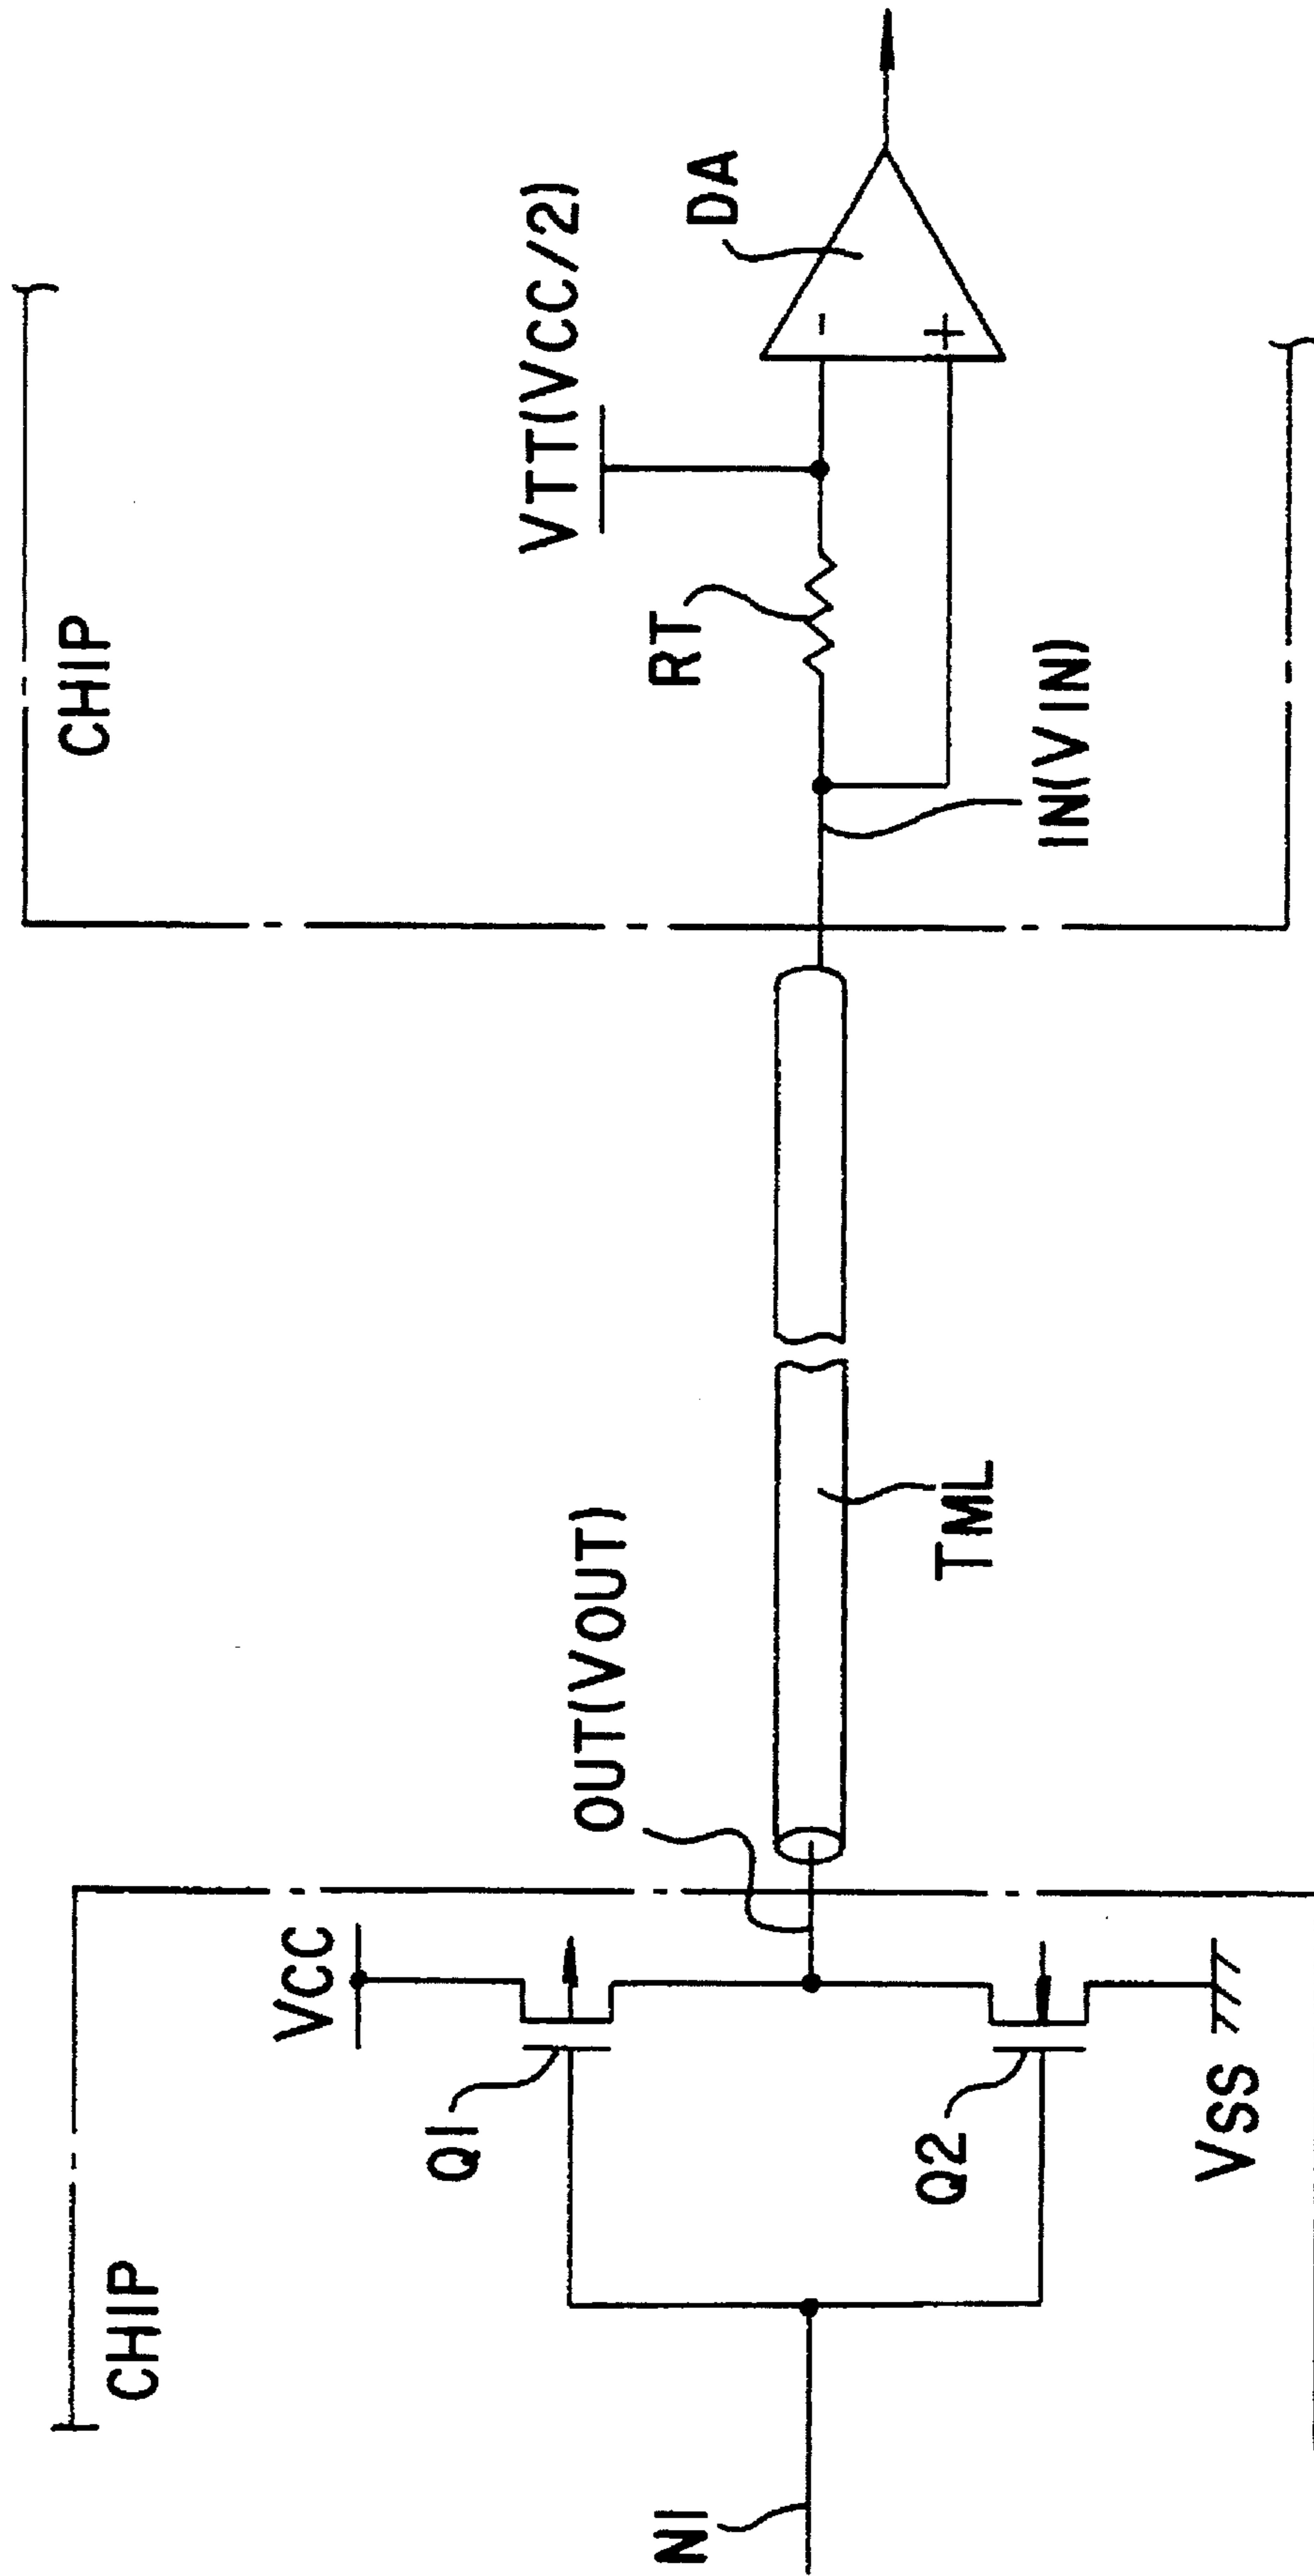 CHIP
CHIP
VCC
Q1
Q2
VSS
N1
OUT(VOUT)
TML
VTT(VCC/2)
RT
IN(VIN)
DA
-
+